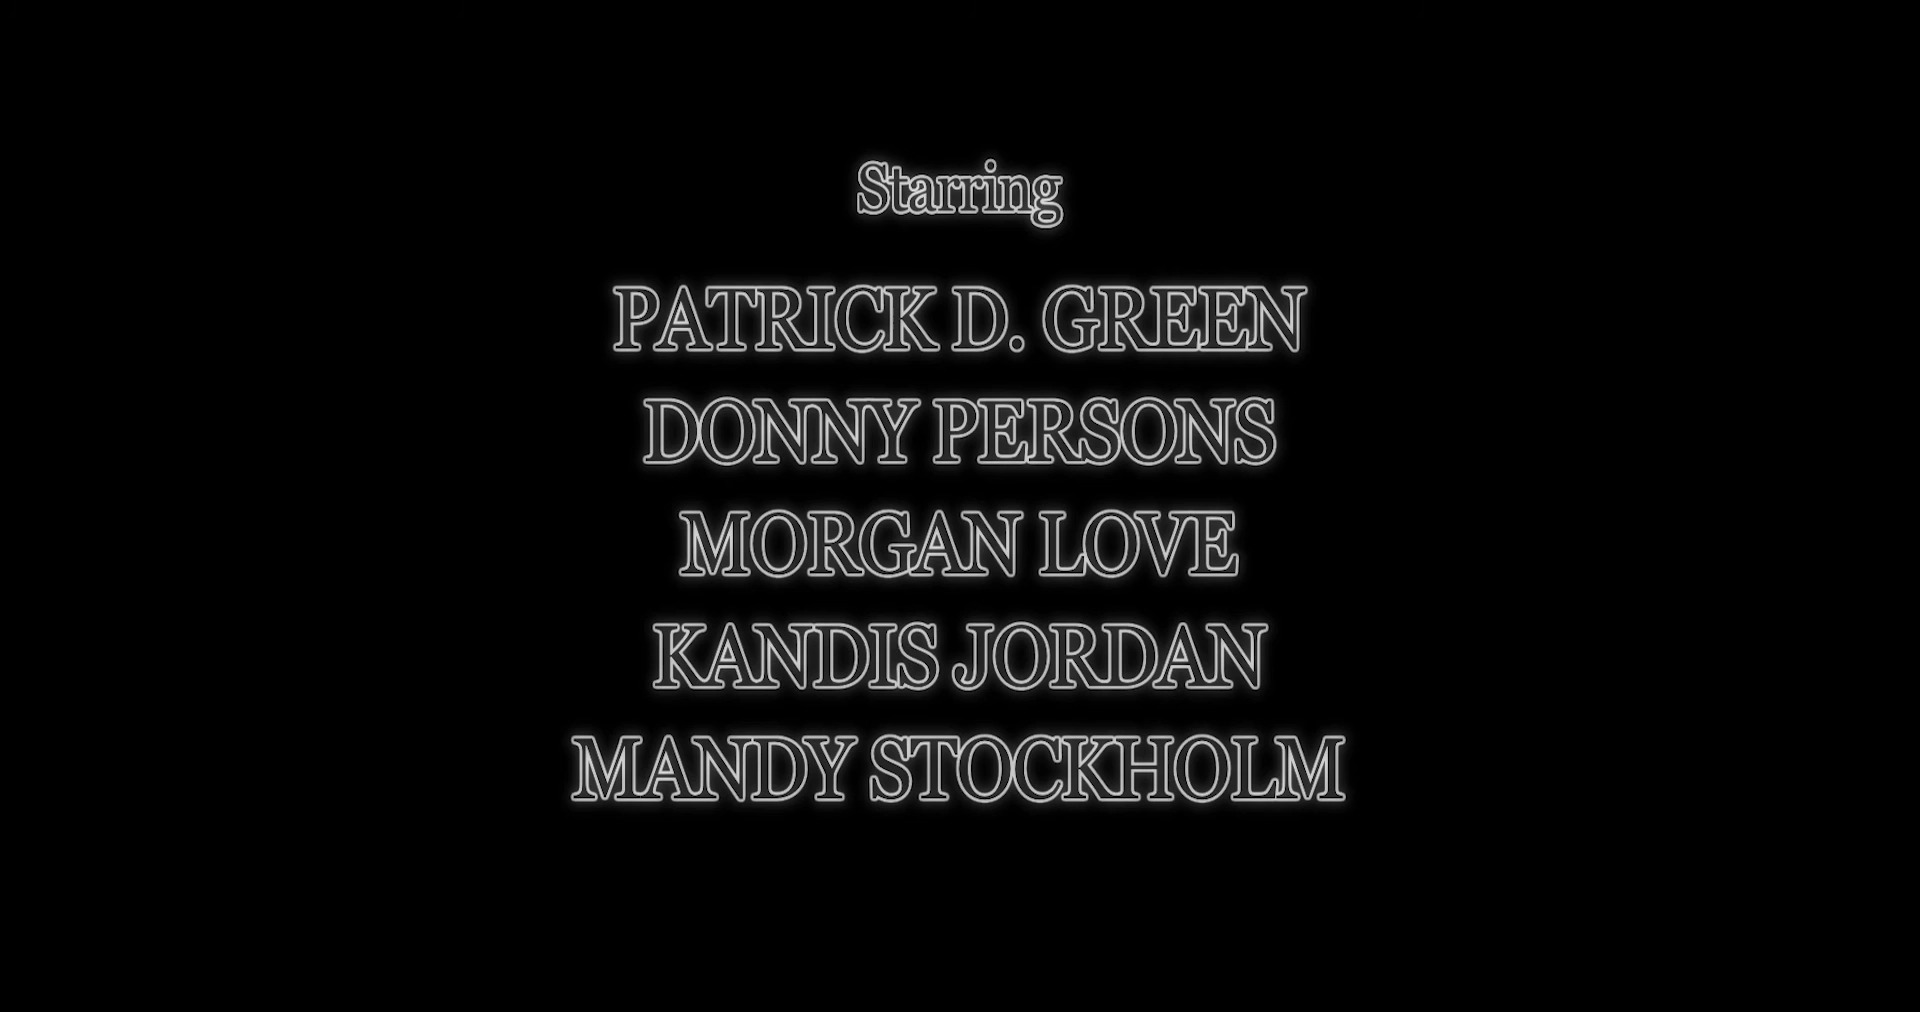 Starring
PATRICK D. GREEN
DONNY PERSONS
MORGAN LOVE
KANDIS JORDAN
MANDY STOCKHOLM